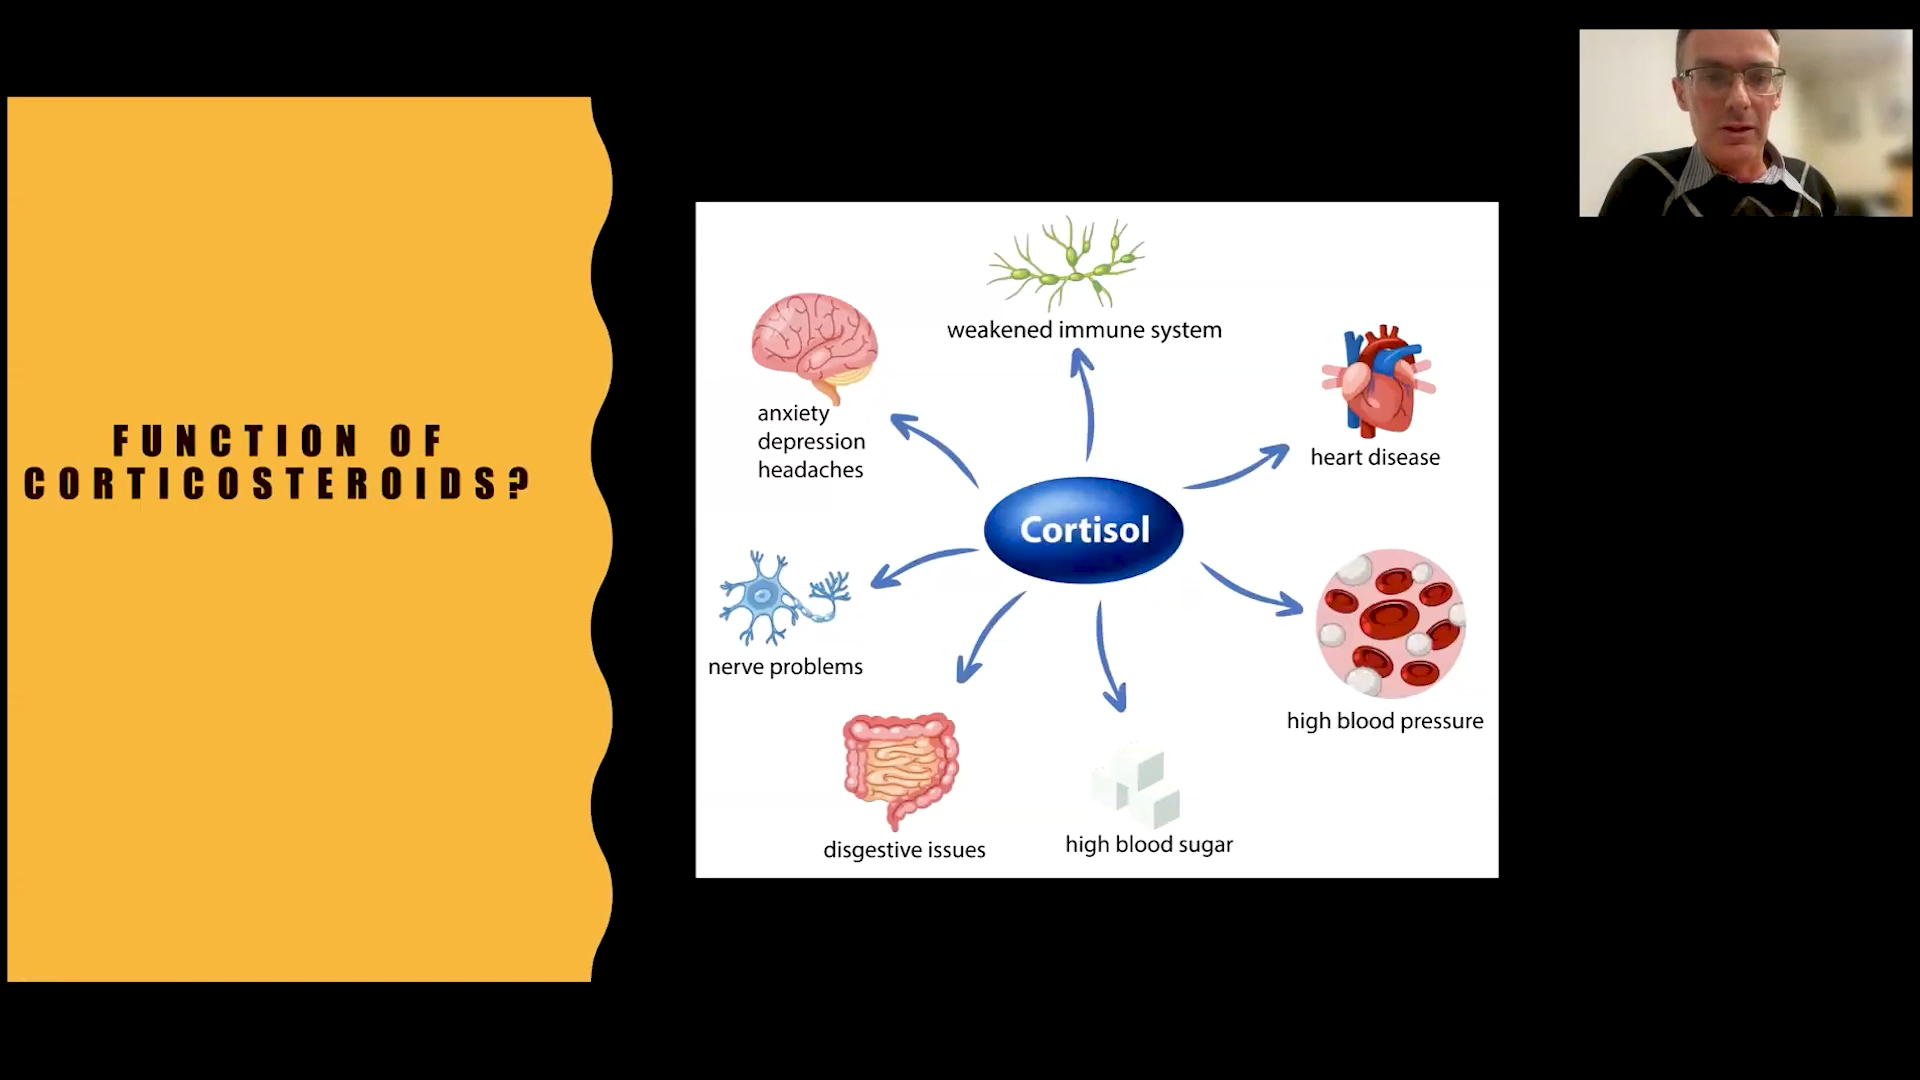 FUNCTION OF
CORTICOSTEROIDS?
weakened immune system
anxiety
depression
headaches
heart disease
Cortisol
nerve problems
high blood pressure
disgestive issues
high blood sugar